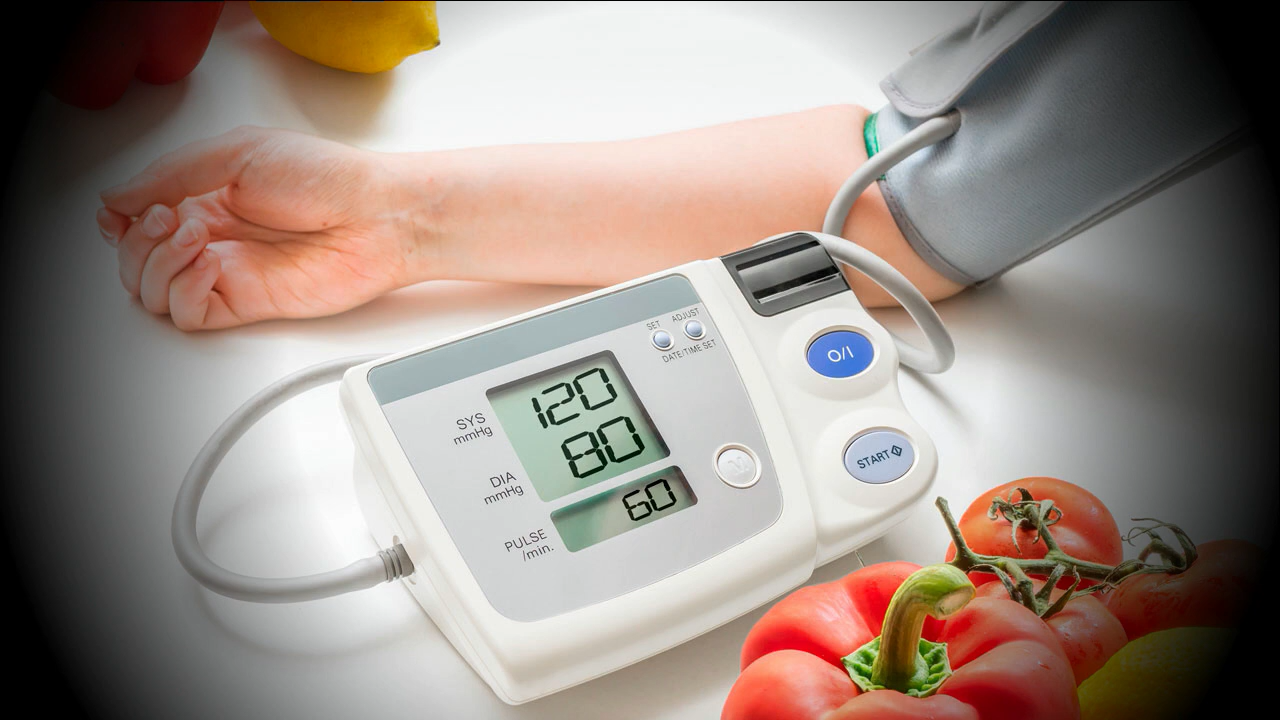 SET
ADJUST
DATE/TIME SET
O/I
START
120
SYS
mmHg
80
DIA
mmHg
60
PULSE
/min.